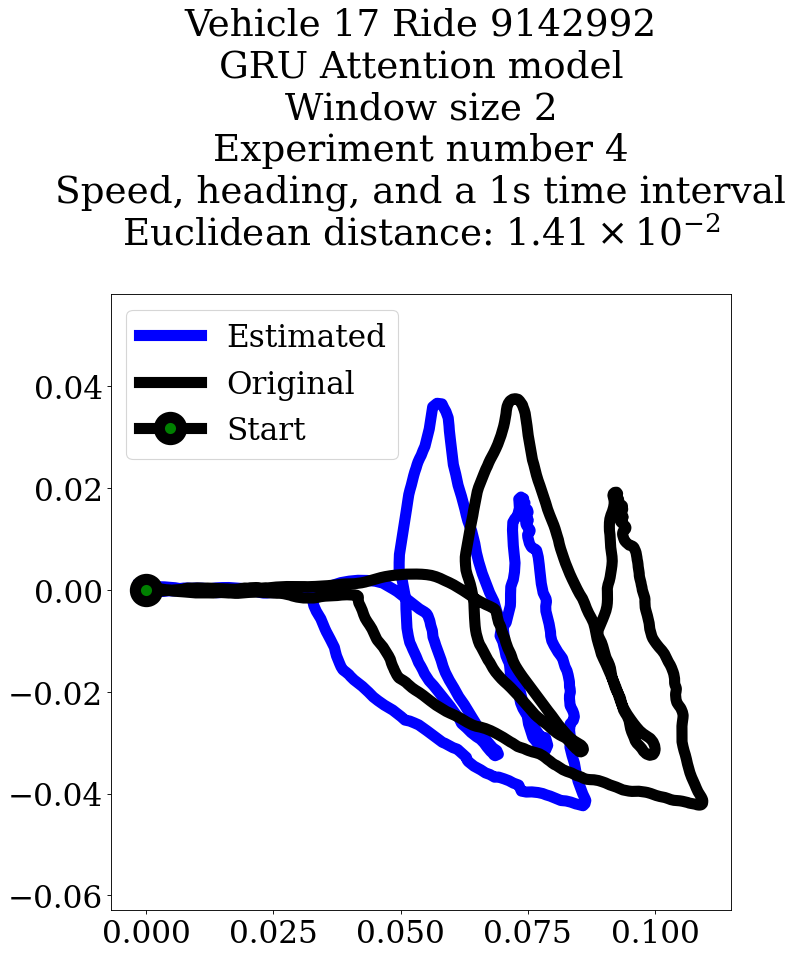 Vehicle 17 Ride 9142992
GRU Attention model
Window size 2
Experiment number 4
Speed, heading, and a 1s time interval
Euclidean distance: 1.41 × 10⁻²
Estimated
Original
Start
0.04
0.02
0.00
−0.02
−0.04
−0.06
0.000 0.025 0.050 0.075 0.100